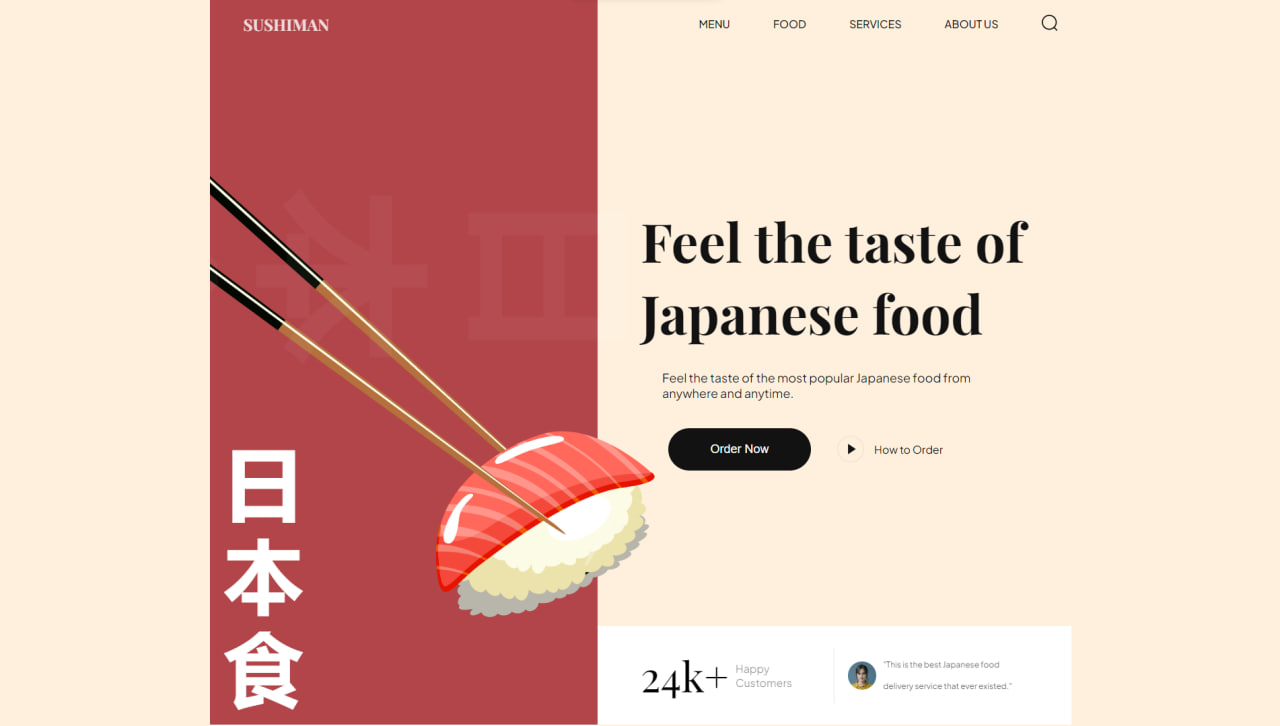 SUSHIMAN
MENU
FOOD
SERVICES
ABOUT US
日本
Feel the taste of
Japanese food
Feel the taste of the most popular Japanese food from
anywhere and anytime.
Order Now
How to Order
日
本
食
24k+
Happy
Customers
"This is the best Japanese food
delivery service that ever existed."